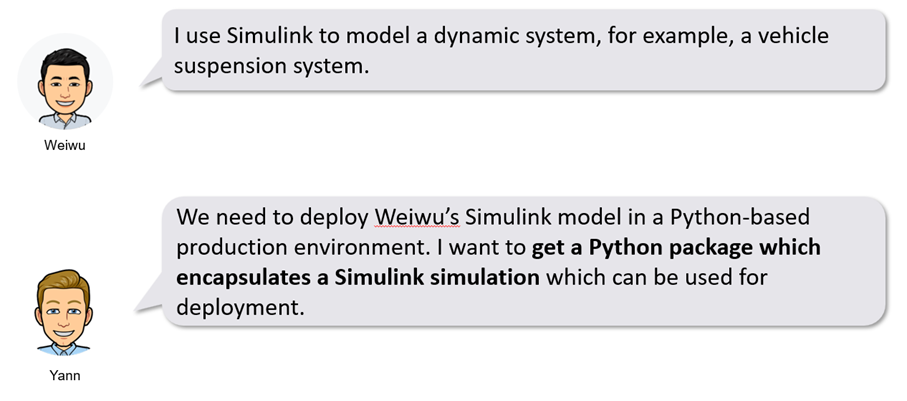 I use Simulink to model a dynamic system, for example, a vehicle
suspension system.
Weiwu
We need to deploy Weiwu’s Simulink model in a Python-based
production environment. I want to get a Python package which
encapsulates a Simulink simulation which can be used for
deployment.
Yann